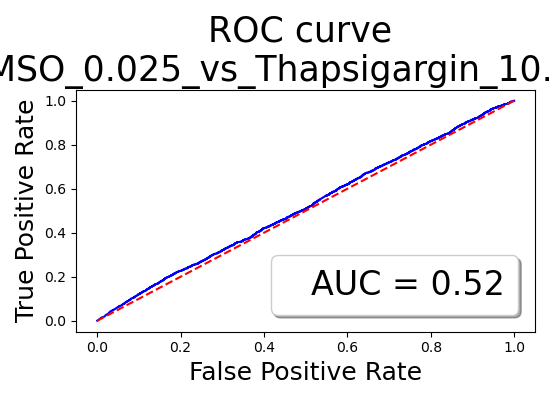 ROC curve
MSO_0.025_vs_Thapsigargin_10.
True Positive Rate
1.0
0.8
0.6
0.4
0.2
0.0
AUC = 0.52
0.0 0.2 0.4 0.6 0.8 1.0
False Positive Rate